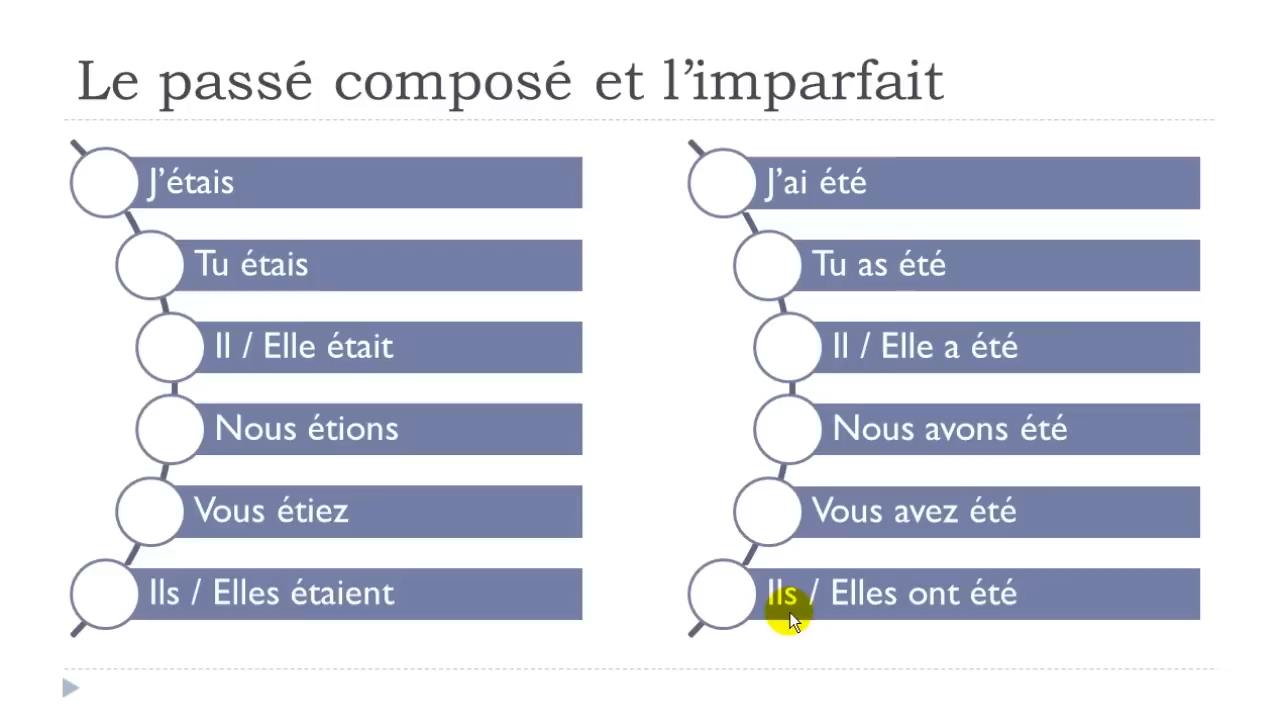 Le passé composé et l’imparfait
J’étais
Tu étais
Il / Elle était
Nous étions
Vous étiez
Ils / Elles étaient
J’ai été
Tu as été
Il / Elle a été
Nous avons été
Vous avez été
Ils / Elles ont été